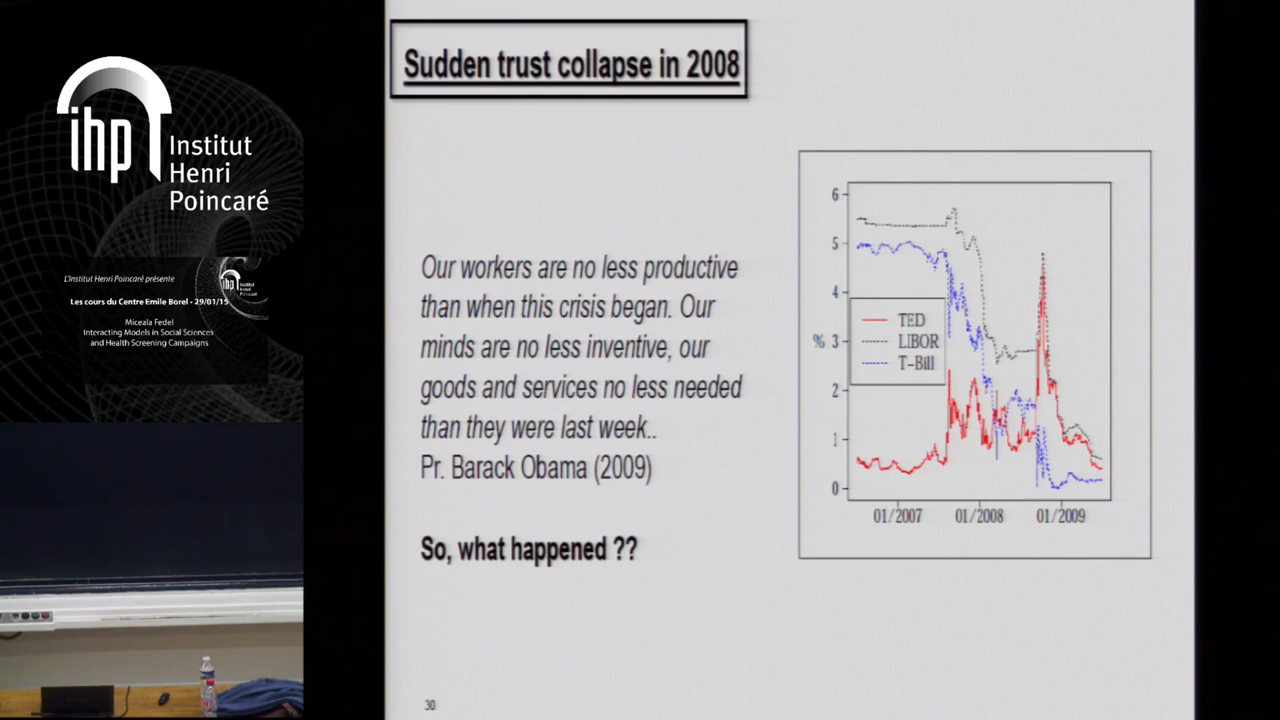 ihp
Institut
Henri
Poincaré
L'Institut Henri Poincaré présente
Les cours du Centre Emile Borel - 29/01/15
Miceala Fedel
Interacting Models in Social Sciences
and Health Screening Campaigns
ihp
Institut
Henri
Poincaré
Sudden trust collapse in 2008
Our workers are no less productive
than when this crisis began. Our
minds are no less inventive, our
goods and services no less needed
than they were last week..
Pr. Barack Obama (2009)
So, what happened ??
6
5
4
3
2
1
0
%
TED
LIBOR
T-Bill
01/2007
01/2008
01/2009
30